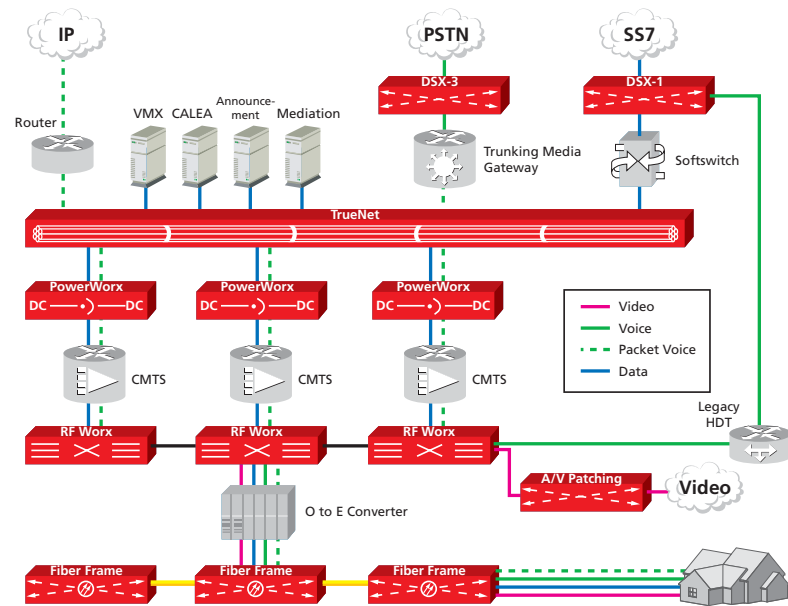 IP
PSTN
SS7
DSX-3
DSX-1
VMX
CALEA
Announce-
ment
Mediation
Router
Trunking Media
Gateway
Softswitch
TrueNet
PowerWorx
PowerWorx
PowerWorx
DC
DC
DC
DC
DC
DC
Video
Voice
Packet Voice
Data
CMTS
CMTS
CMTS
Legacy
HDT
RF Worx
RF Worx
RF Worx
A/V Patching
Video
O to E Converter
Fiber Frame
Fiber Frame
Fiber Frame